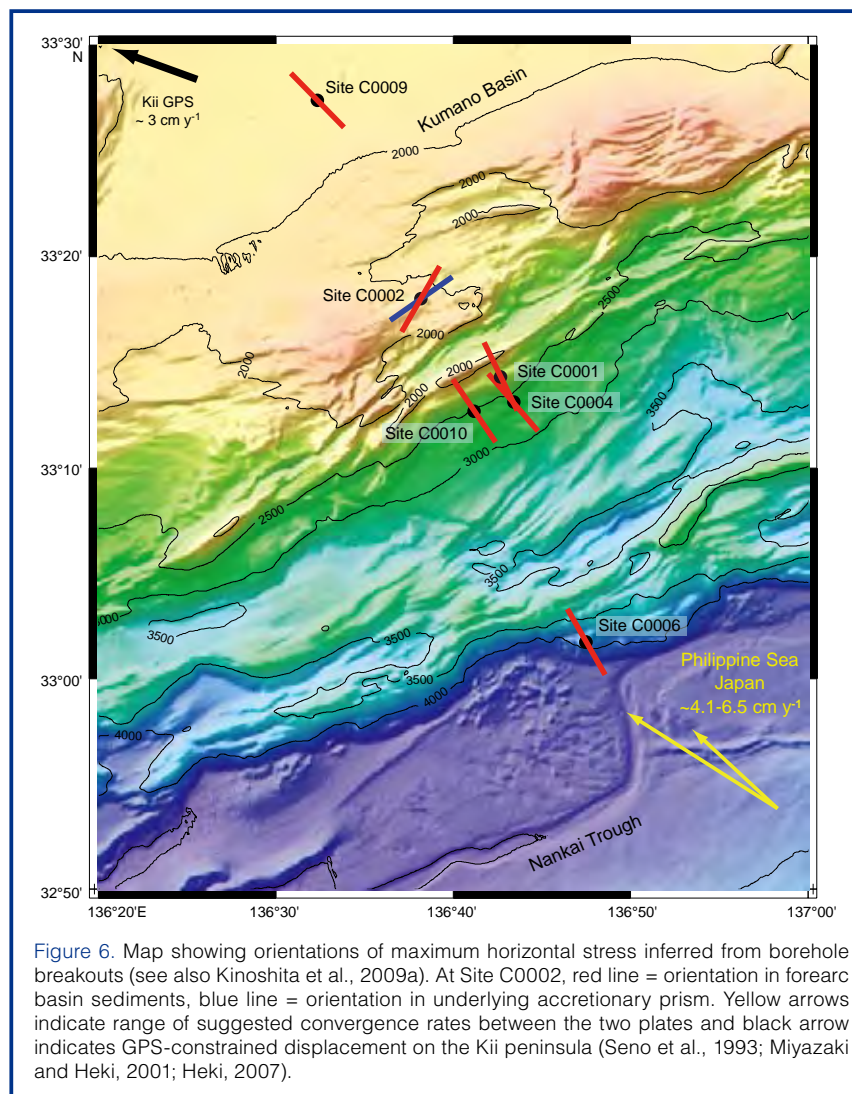 33°30'
N
Kii GPS
~ 3 cm y-1
Site C0009
Kumano Basin
2000
2000
2000
33°20'
Site C0002
2500
2000
2000
2000
2000
Site C0001
Site C0004
Site C0010
3500
33°10'
3000
2500
3500
3500
3500
Site C0006
33°00'
3500
4000
4000
Philippine Sea
Japan
~4.1-6.5 cm y-1
Nankai Trough
32°50'
136°20'E 136°30' 136°40' 136°50' 137°00'
Figure 6. Map showing orientations of maximum horizontal stress inferred from borehole
breakouts (see also Kinoshita et al., 2009a). At Site C0002, red line = orientation in forearc
basin sediments, blue line = orientation in underlying accretionary prism. Yellow arrows
indicate range of suggested convergence rates between the two plates and black arrow
indicates GPS-constrained displacement on the Kii peninsula (Seno et al., 1993; Miyazaki
and Heki, 2001; Heki, 2007).